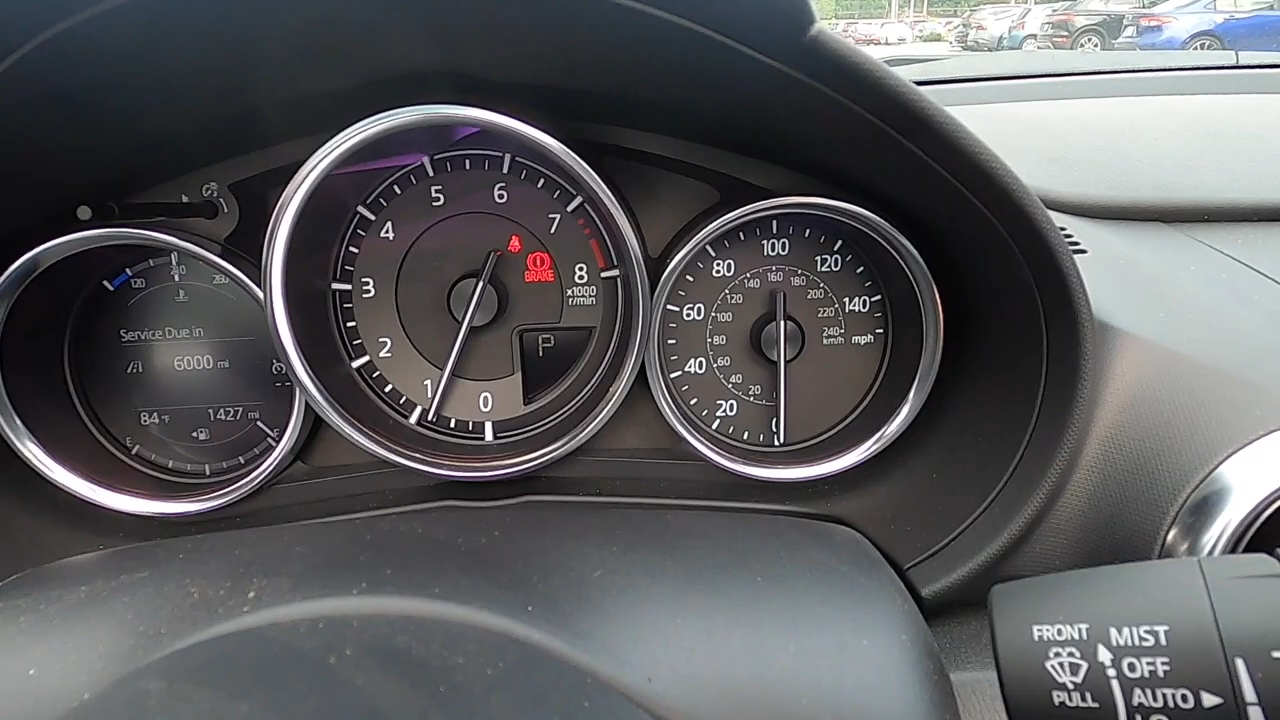 120 210 260
Service Due in
6000 mi
84 °F 1427 mi
E F
0
1
2
3
4
5
6
7
8
x1000
r/min
BRAKE
P
0
20
40
60
80
100
120
140
mph
20
40
60
80
100
120
140
160
180
200
220
240
km/h
FRONT
PULL
MIST
OFF
AUTO